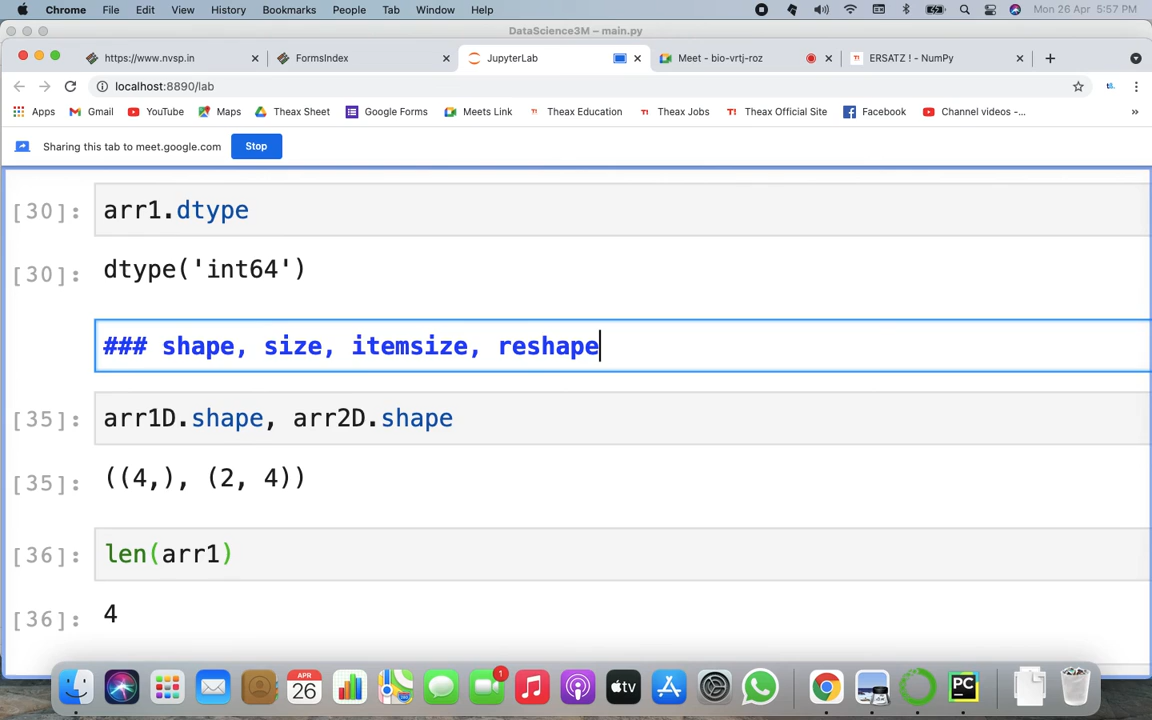 Chrome File Edit View History Bookmarks People Tab Window Help Mon 26 Apr 5:57 PM
DataScience3M – main.py
https://www.nvsp.in FormsIndex JupyterLab Meet - bio-vrtj-roz ERSATZ ! - NumPy
localhost:8890/lab
Apps Gmail YouTube Maps Theax Sheet Google Forms Meets Link Theax Education Theax Jobs Theax Official Site Facebook Channel videos -... »
Sharing this tab to meet.google.com Stop
[30]: arr1.dtype
[30]: dtype('int64')
### shape, size, itemsize, reshape
[35]: arr1D.shape, arr2D.shape
[35]: ((4,), (2, 4))
[36]: len(arr1)
[36]: 4
APR
26
1
tv
PC